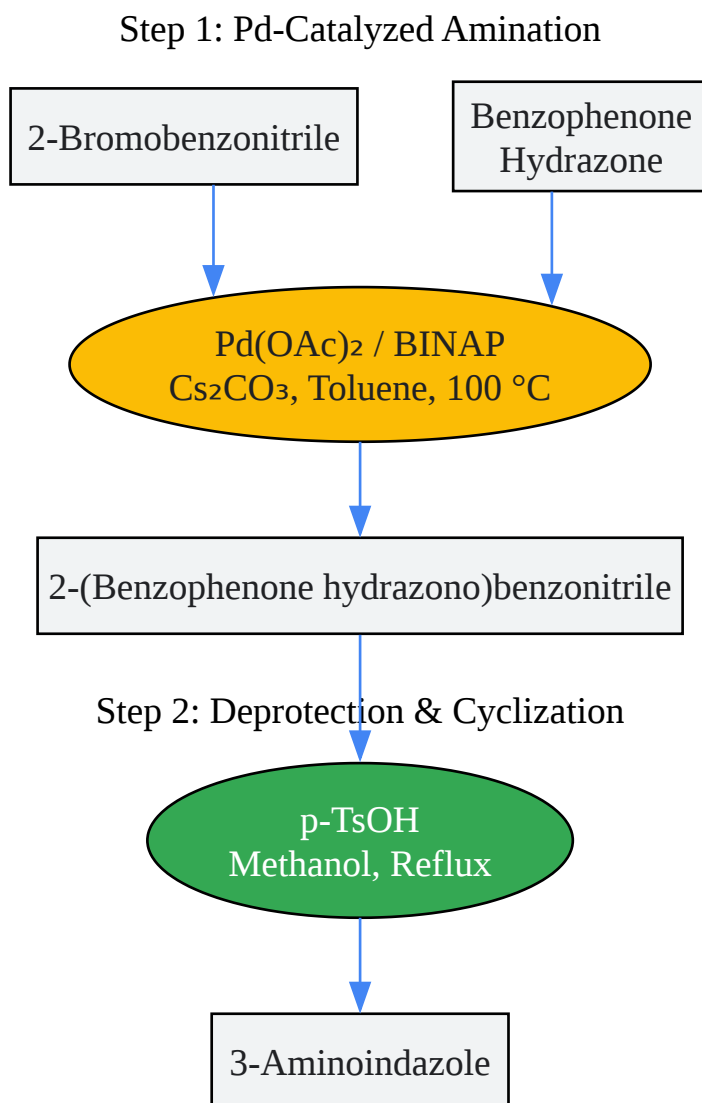 Step 1: Pd-Catalyzed Amination
2-Bromobenzonitrile
Benzophenone
Hydrazone
Pd(OAc)₂ / BINAP
Cs₂CO₃, Toluene, 100 °C
2-(Benzophenone hydrazono)benzonitrile
Step 2: Deprotection & Cyclization
p-TsOH
Methanol, Reflux
3-Aminoindazole